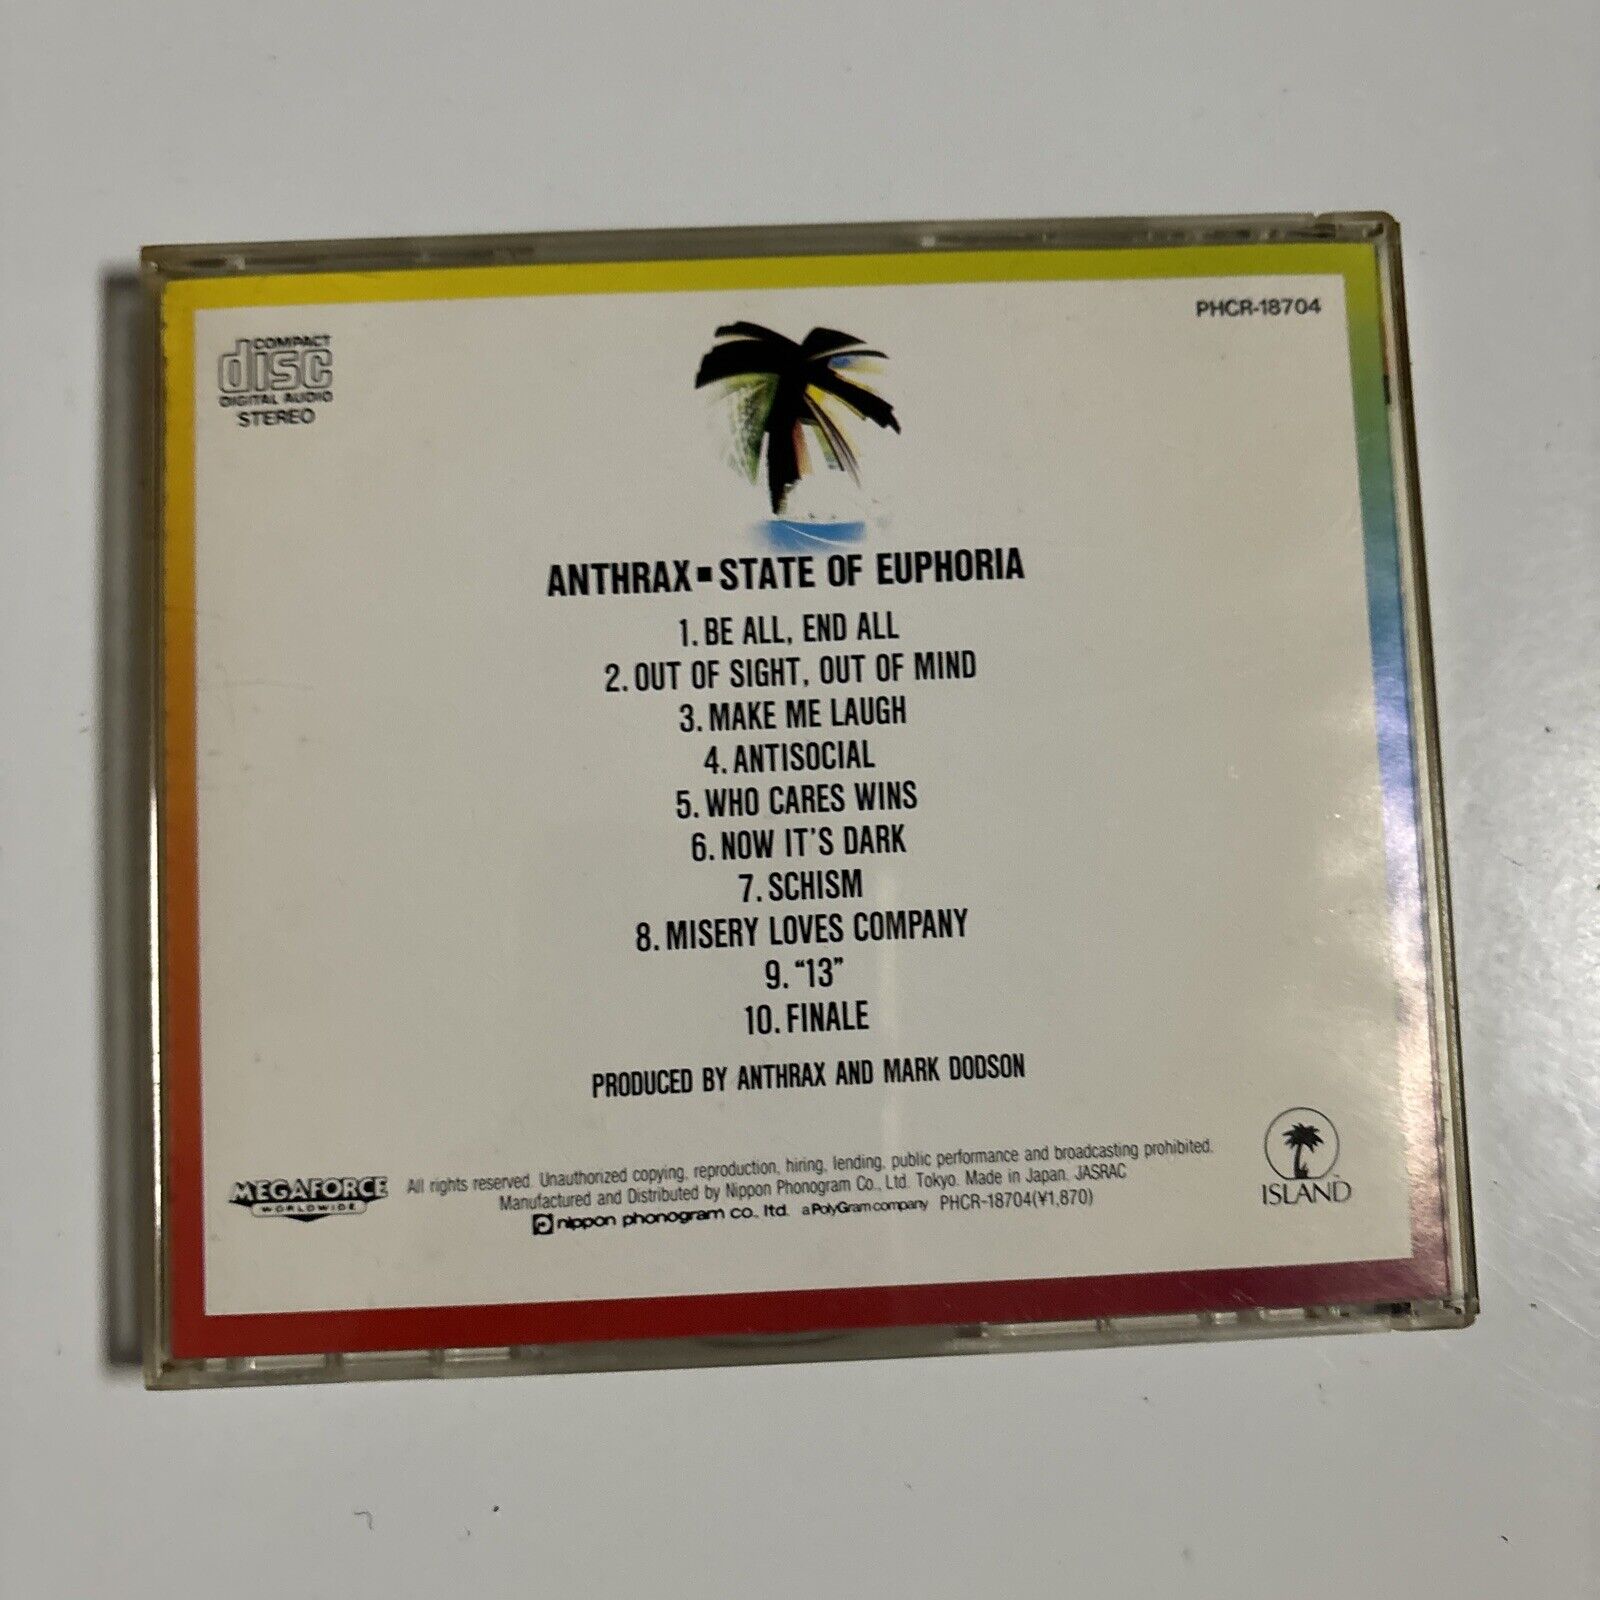 PHCR-18704
COMPACT
disc
DIGITAL AUDIO
STEREO
ANTHRAX■STATE OF EUPHORIA
1. BE ALL, END ALL
2. OUT OF SIGHT, OUT OF MIND
3. MAKE ME LAUGH
4. ANTISOCIAL
5. WHO CARES WINS
6. NOW IT'S DARK
7. SCHISM
8. MISERY LOVES COMPANY
9. “13”
10. FINALE
PRODUCED BY ANTHRAX AND MARK DODSON
MEGAFORCE
WORLDWIDE
All rights reserved. Unauthorized copying, reproduction, hiring, lending, public performance and broadcasting prohibited.
Manufactured and Distributed by Nippon Phonogram Co., Ltd. Tokyo. Made in Japan. JASRAC
nippon phonogram co., ltd. a PolyGram company PHCR-18704(¥1,870)
ISLAND